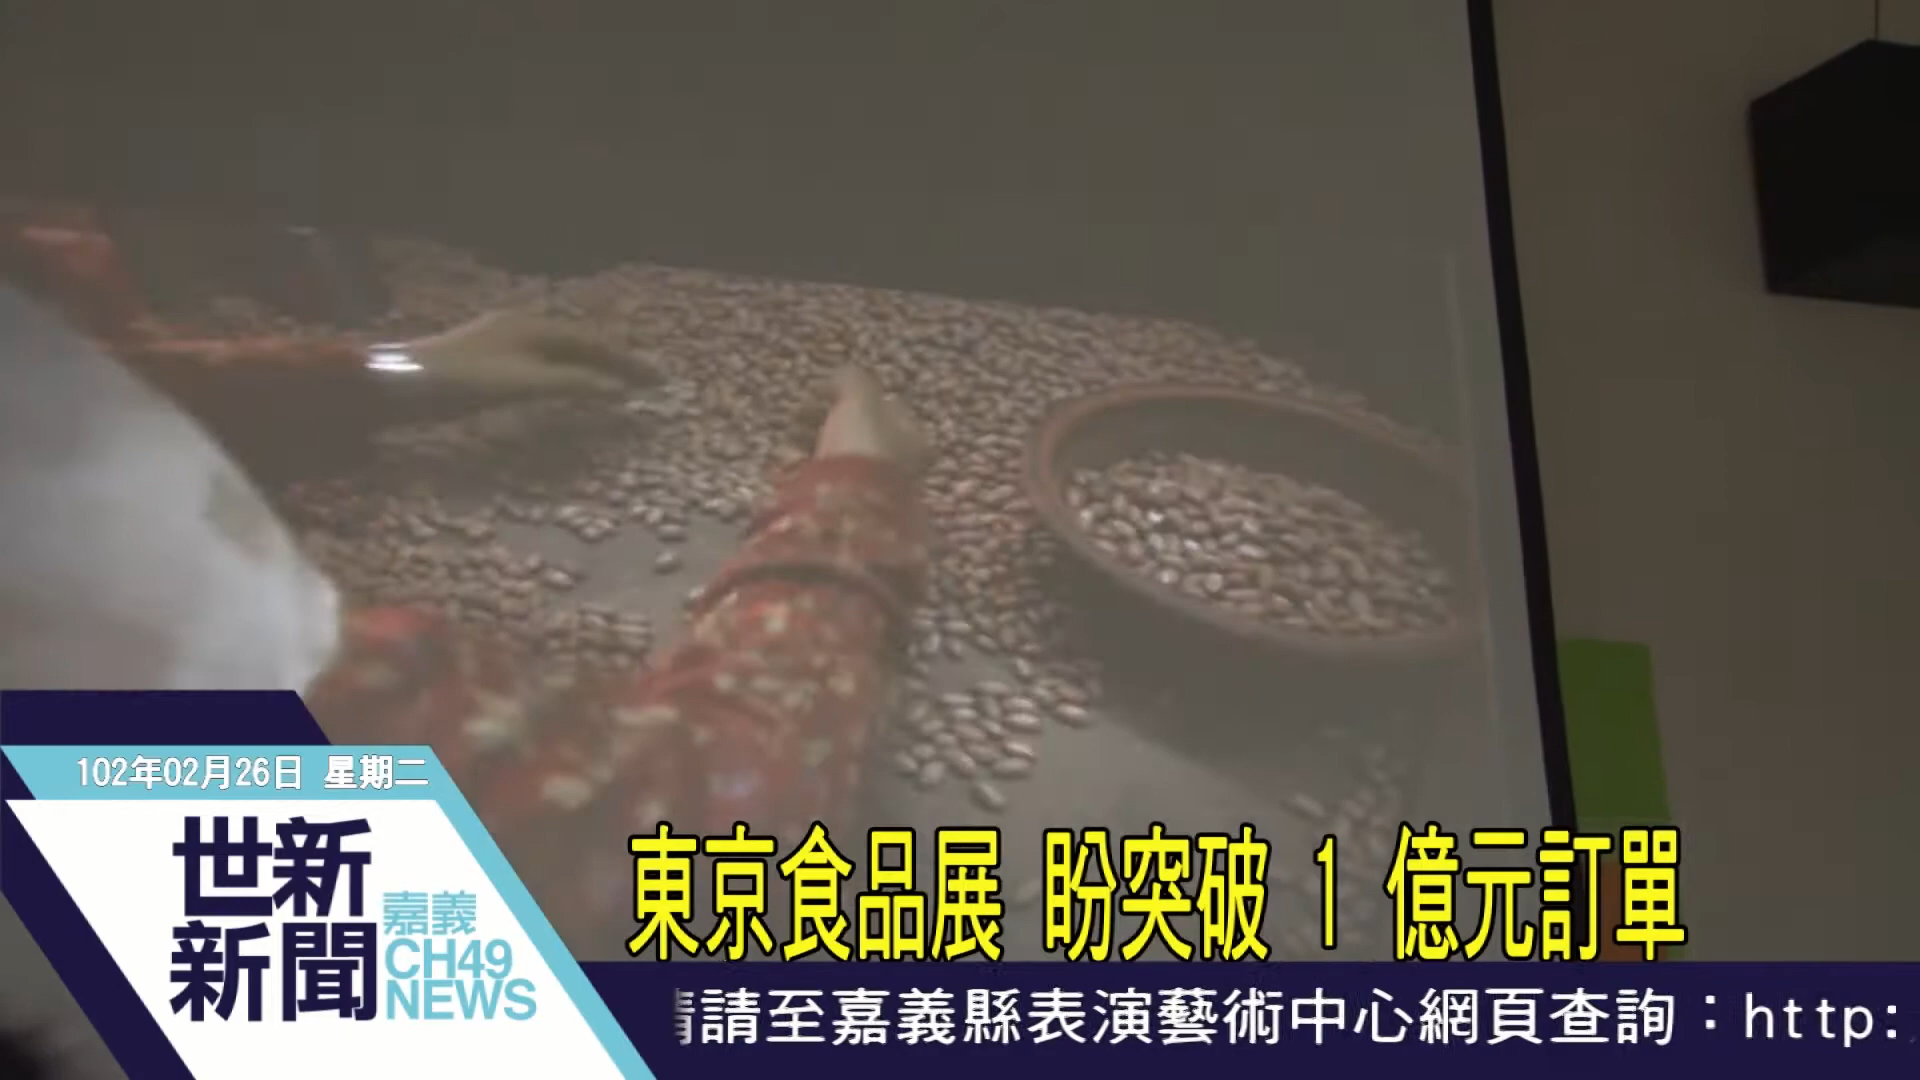 102年02月26日 星期二
世新
新聞
嘉義
CH49
NEWS
東京食品展 盼突破 1 億元訂單
請至嘉義縣表演藝術中心網頁查詢：http: